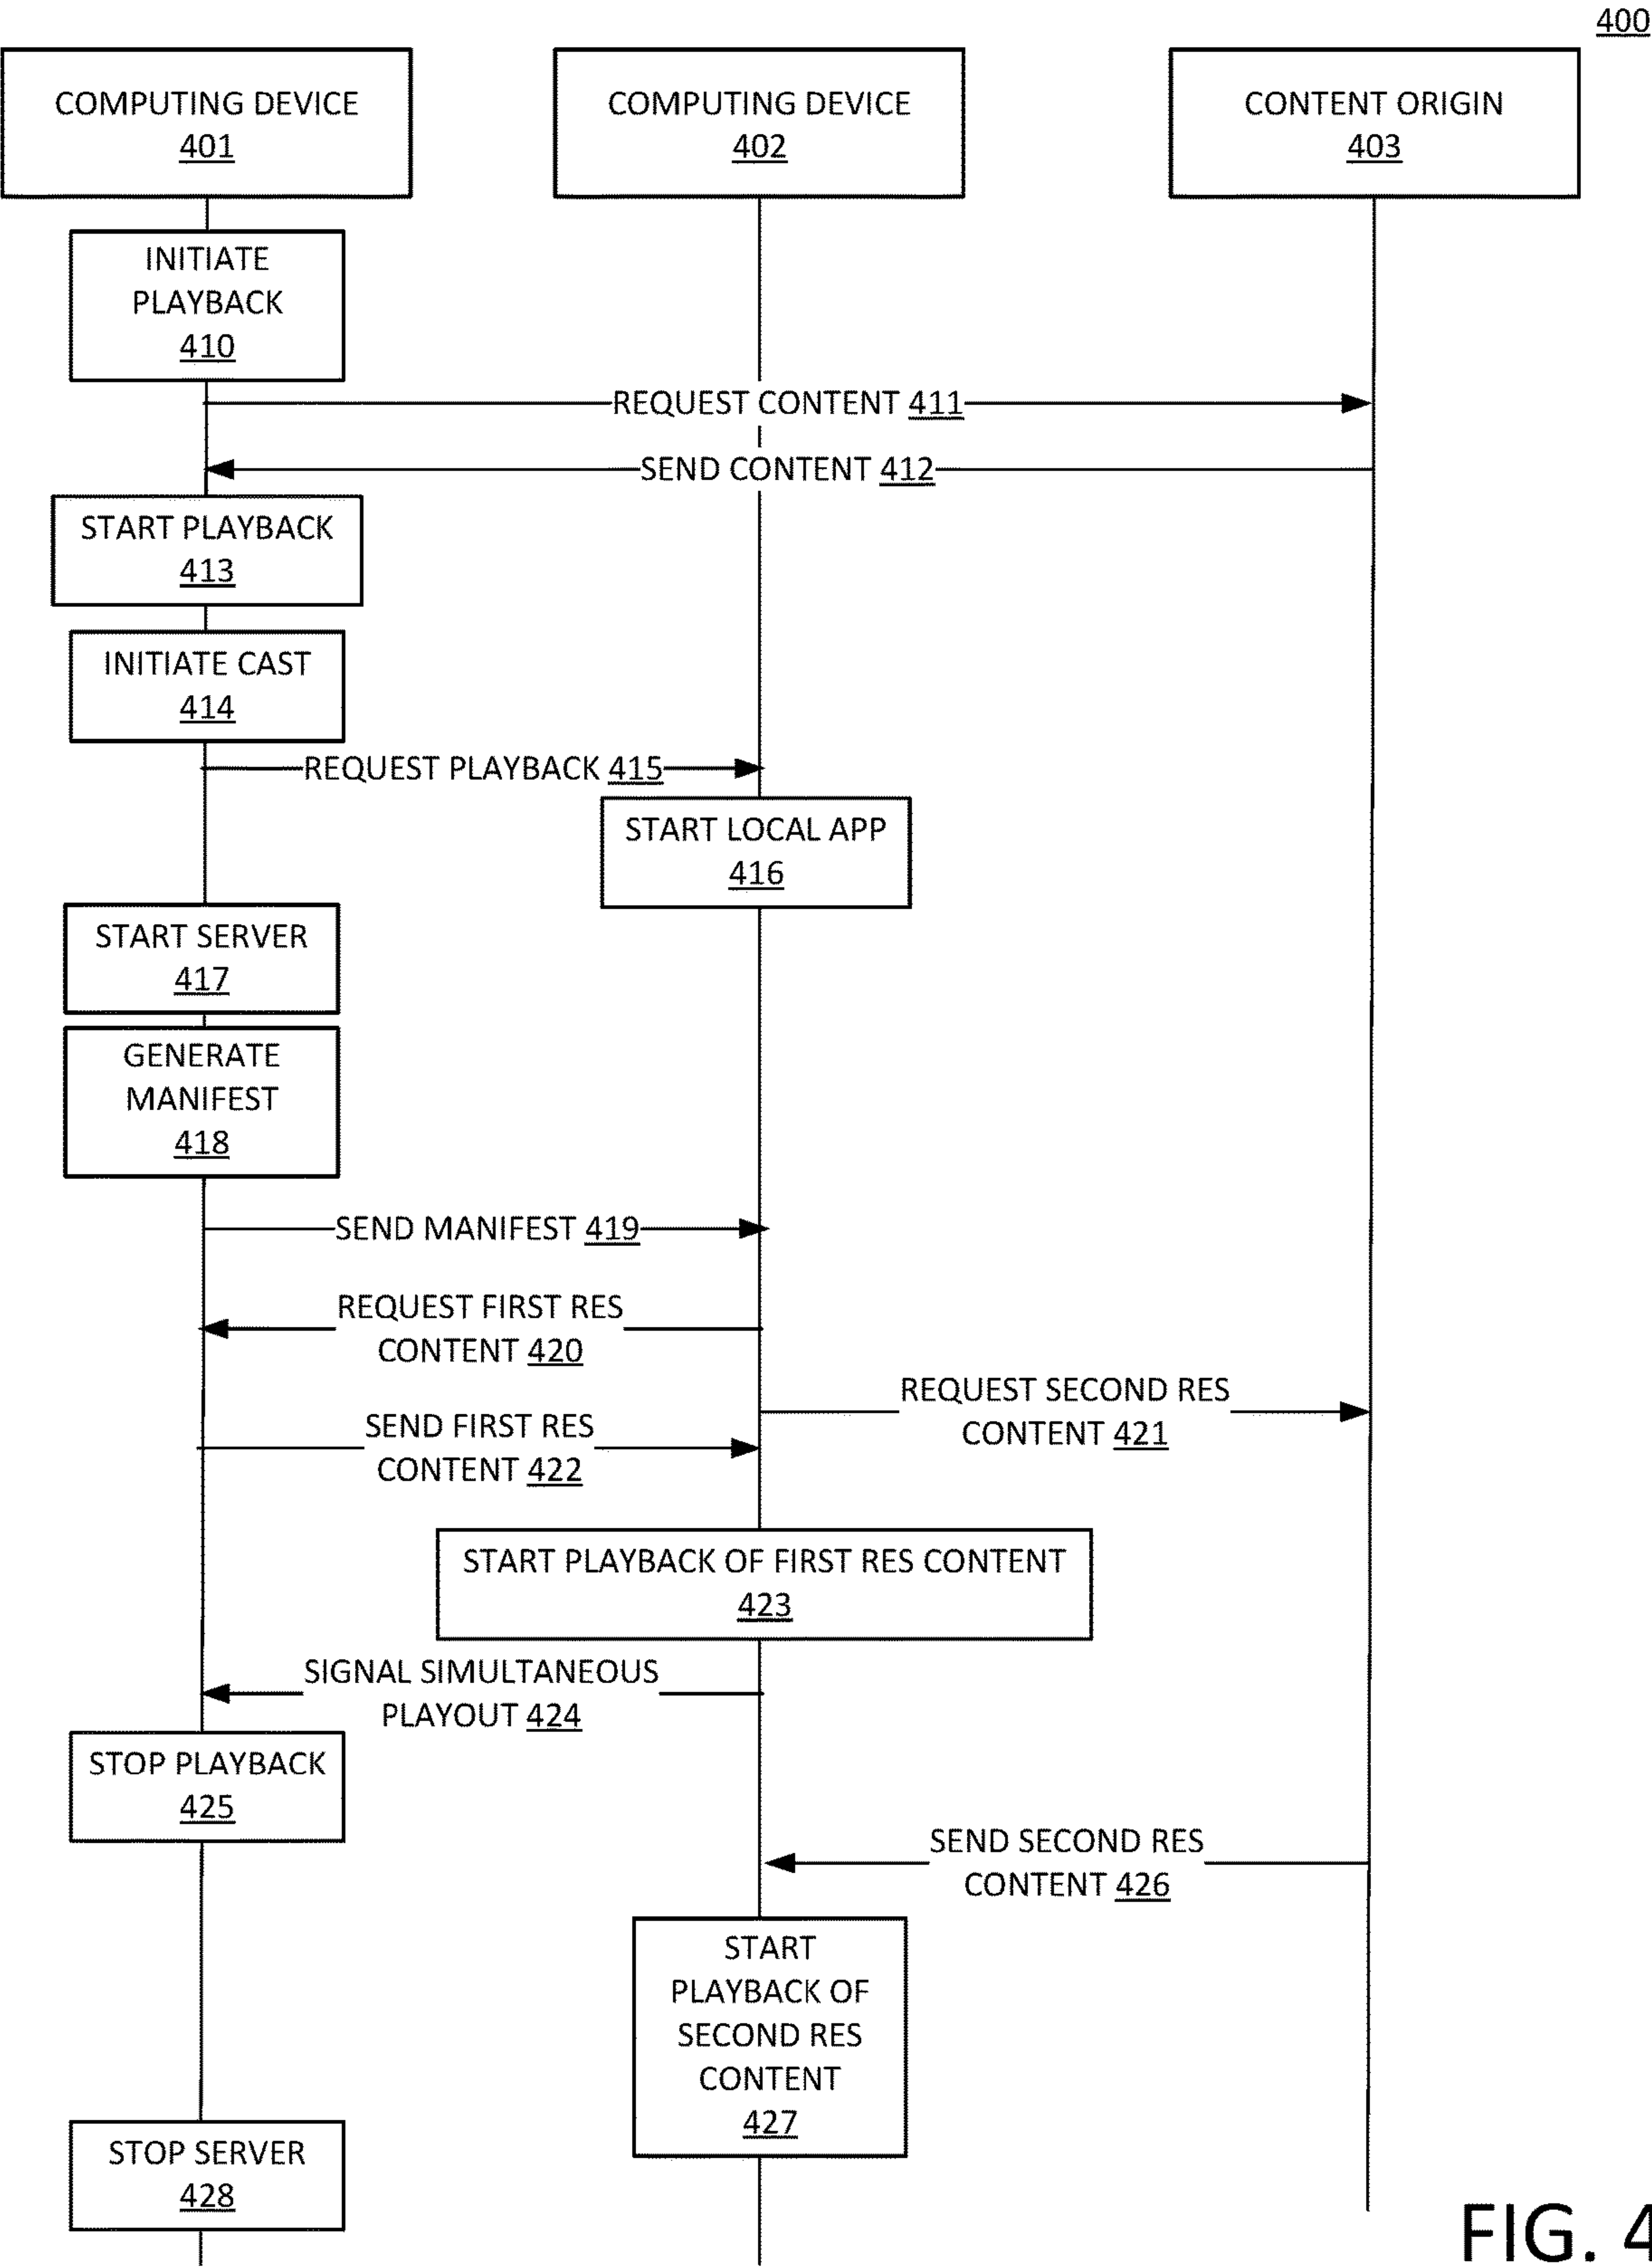 400
COMPUTING DEVICE
401
COMPUTING DEVICE
402
CONTENT ORIGIN
403
INITIATE
PLAYBACK
410
REQUEST CONTENT 411
SEND CONTENT 412
START PLAYBACK
413
INITIATE CAST
414
REQUEST PLAYBACK 415
START LOCAL APP
416
START SERVER
417
GENERATE
MANIFEST
418
SEND MANIFEST 419
REQUEST FIRST RES
CONTENT 420
REQUEST SECOND RES
CONTENT 421
SEND FIRST RES
CONTENT 422
START PLAYBACK OF FIRST RES CONTENT
423
SIGNAL SIMULTANEOUS
PLAYOUT 424
STOP PLAYBACK
425
SEND SECOND RES
CONTENT 426
START
PLAYBACK OF
SECOND RES
CONTENT
427
STOP SERVER
428
FIG. 4